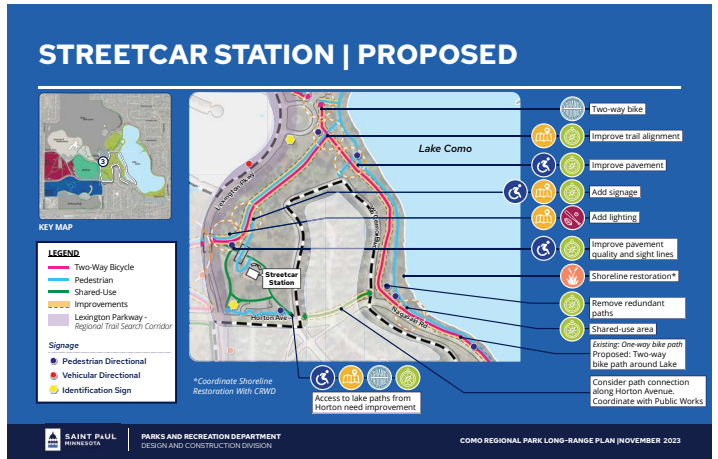 STREETCAR STATION | PROPOSED
3
KEY MAP
LEGEND
Two-Way Bicycle
Pedestrian
Shared-Use
Improvements
Lexington Parkway -
Regional Trail Search Corridor
Signage
Pedestrian Directional
Vehicular Directional
Identification Sign
Lake Como
Lexington Pkwy
Streetcar
Station
Horton Ave
Nagasaki Rd
Two-way bike
Improve trail alignment
Improve pavement
Add signage
Add lighting
Improve pavement
quality and sight lines
Shoreline restoration*
Remove redundant
paths
Shared-use area
Existing: One-way bike path
Proposed: Two-way
bike path around Lake
Consider path connection
along Horton Avenue.
Coordinate with Public Works
*Coordinate Shoreline
Restoration With CRWD
Access to lake paths from
Horton need improvement
SAINT PAUL
MINNESOTA
PARKS AND RECREATION DEPARTMENT
DESIGN AND CONSTRUCTION DIVISION
COMO REGIONAL PARK LONG-RANGE PLAN |NOVEMBER 2023